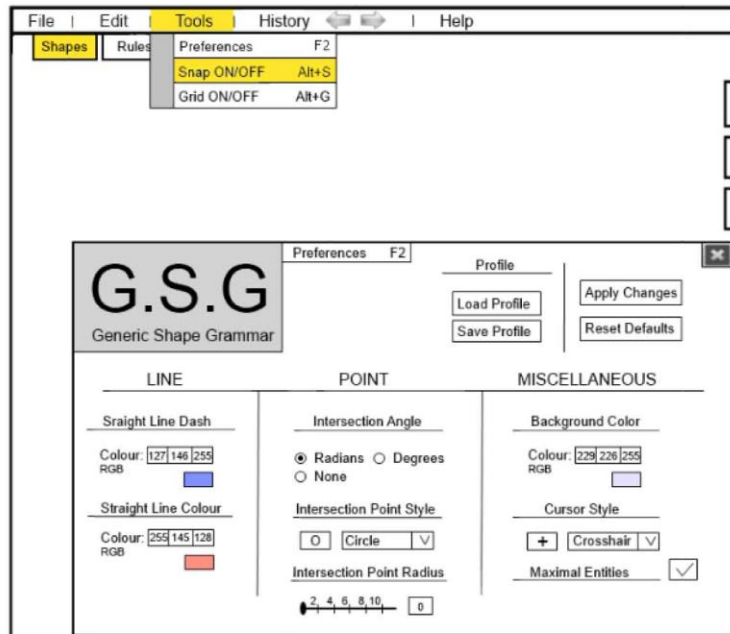 File | Edit | Tools | History | Help
Shapes Rules
Preferences F2
Snap ON/OFF Alt+S
Grid ON/OFF Alt+G
Preferences F2
G.S.G
Generic Shape Grammar
Profile
Load Profile
Save Profile
Apply Changes
Reset Defaults
LINE
Sraight Line Dash
Colour: 127 146 255
RGB
Straight Line Colour
Colour: 255 145 128
RGB
POINT
Intersection Angle
Radians Degrees
None
Intersection Point Style
O Circle V
Intersection Point Radius
2 4 6 8 10 0
MISCELLANEOUS
Background Color
Colour: 229 226 255
RGB
Cursor Style
+ Crosshair V
Maximal Entities